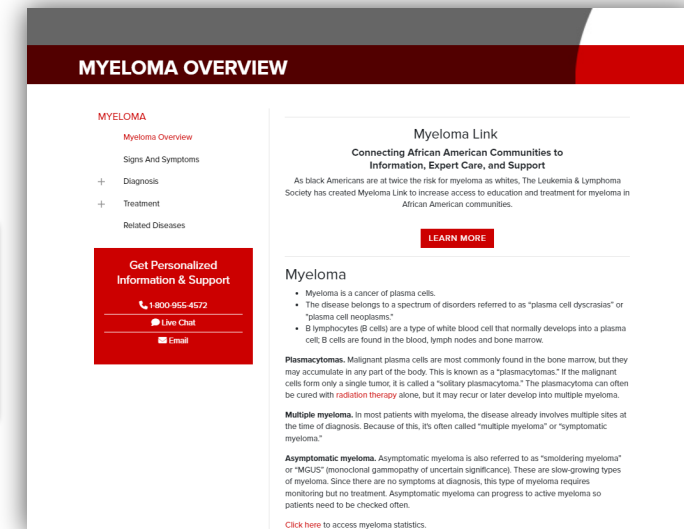 MYELOMA OVERVIEW
MYELOMA
Myeloma Overview
Signs And Symptoms
+ Diagnosis
+ Treatment
Related Diseases
Get Personalized
Information & Support
1-800-955-4572
Live Chat
Email
Myeloma Link
Connecting African American Communities to
Information, Expert Care, and Support
As black Americans are at twice the risk for myeloma as whites, The Leukemia & Lymphoma
Society has created Myeloma Link to increase access to education and treatment for myeloma in
African American communities.
LEARN MORE
Myeloma
• Myeloma is a cancer of plasma cells.
• The disease belongs to a spectrum of disorders referred to as “plasma cell dyscrasias” or
"plasma cell neoplasms."
• B lymphocytes (B cells) are a type of white blood cell that normally develops into a plasma
cell; B cells are found in the blood, lymph nodes and bone marrow.
Plasmacytomas. Malignant plasma cells are most commonly found in the bone marrow, but they
may accumulate in any part of the body. This is known as a “plasmacytomas.” If the malignant
cells form only a single tumor, it is called a “solitary plasmacytoma.” The plasmacytoma can often
be cured with radiation therapy alone, but it may recur or later develop into multiple myeloma.
Multiple myeloma. In most patients with myeloma, the disease already involves multiple sites at
the time of diagnosis. Because of this, it’s often called “multiple myeloma” or “symptomatic
myeloma.”
Asymptomatic myeloma. Asymptomatic myeloma is also referred to as “smoldering myeloma”
or “MGUS” (monoclonal gammopathy of uncertain significance). These are slow-growing types
of myeloma. Since there are no symptoms at diagnosis, this type of myeloma requires
monitoring but no treatment. Asymptomatic myeloma can progress to active myeloma so
patients need to be checked often.
Click here to access myeloma statistics.